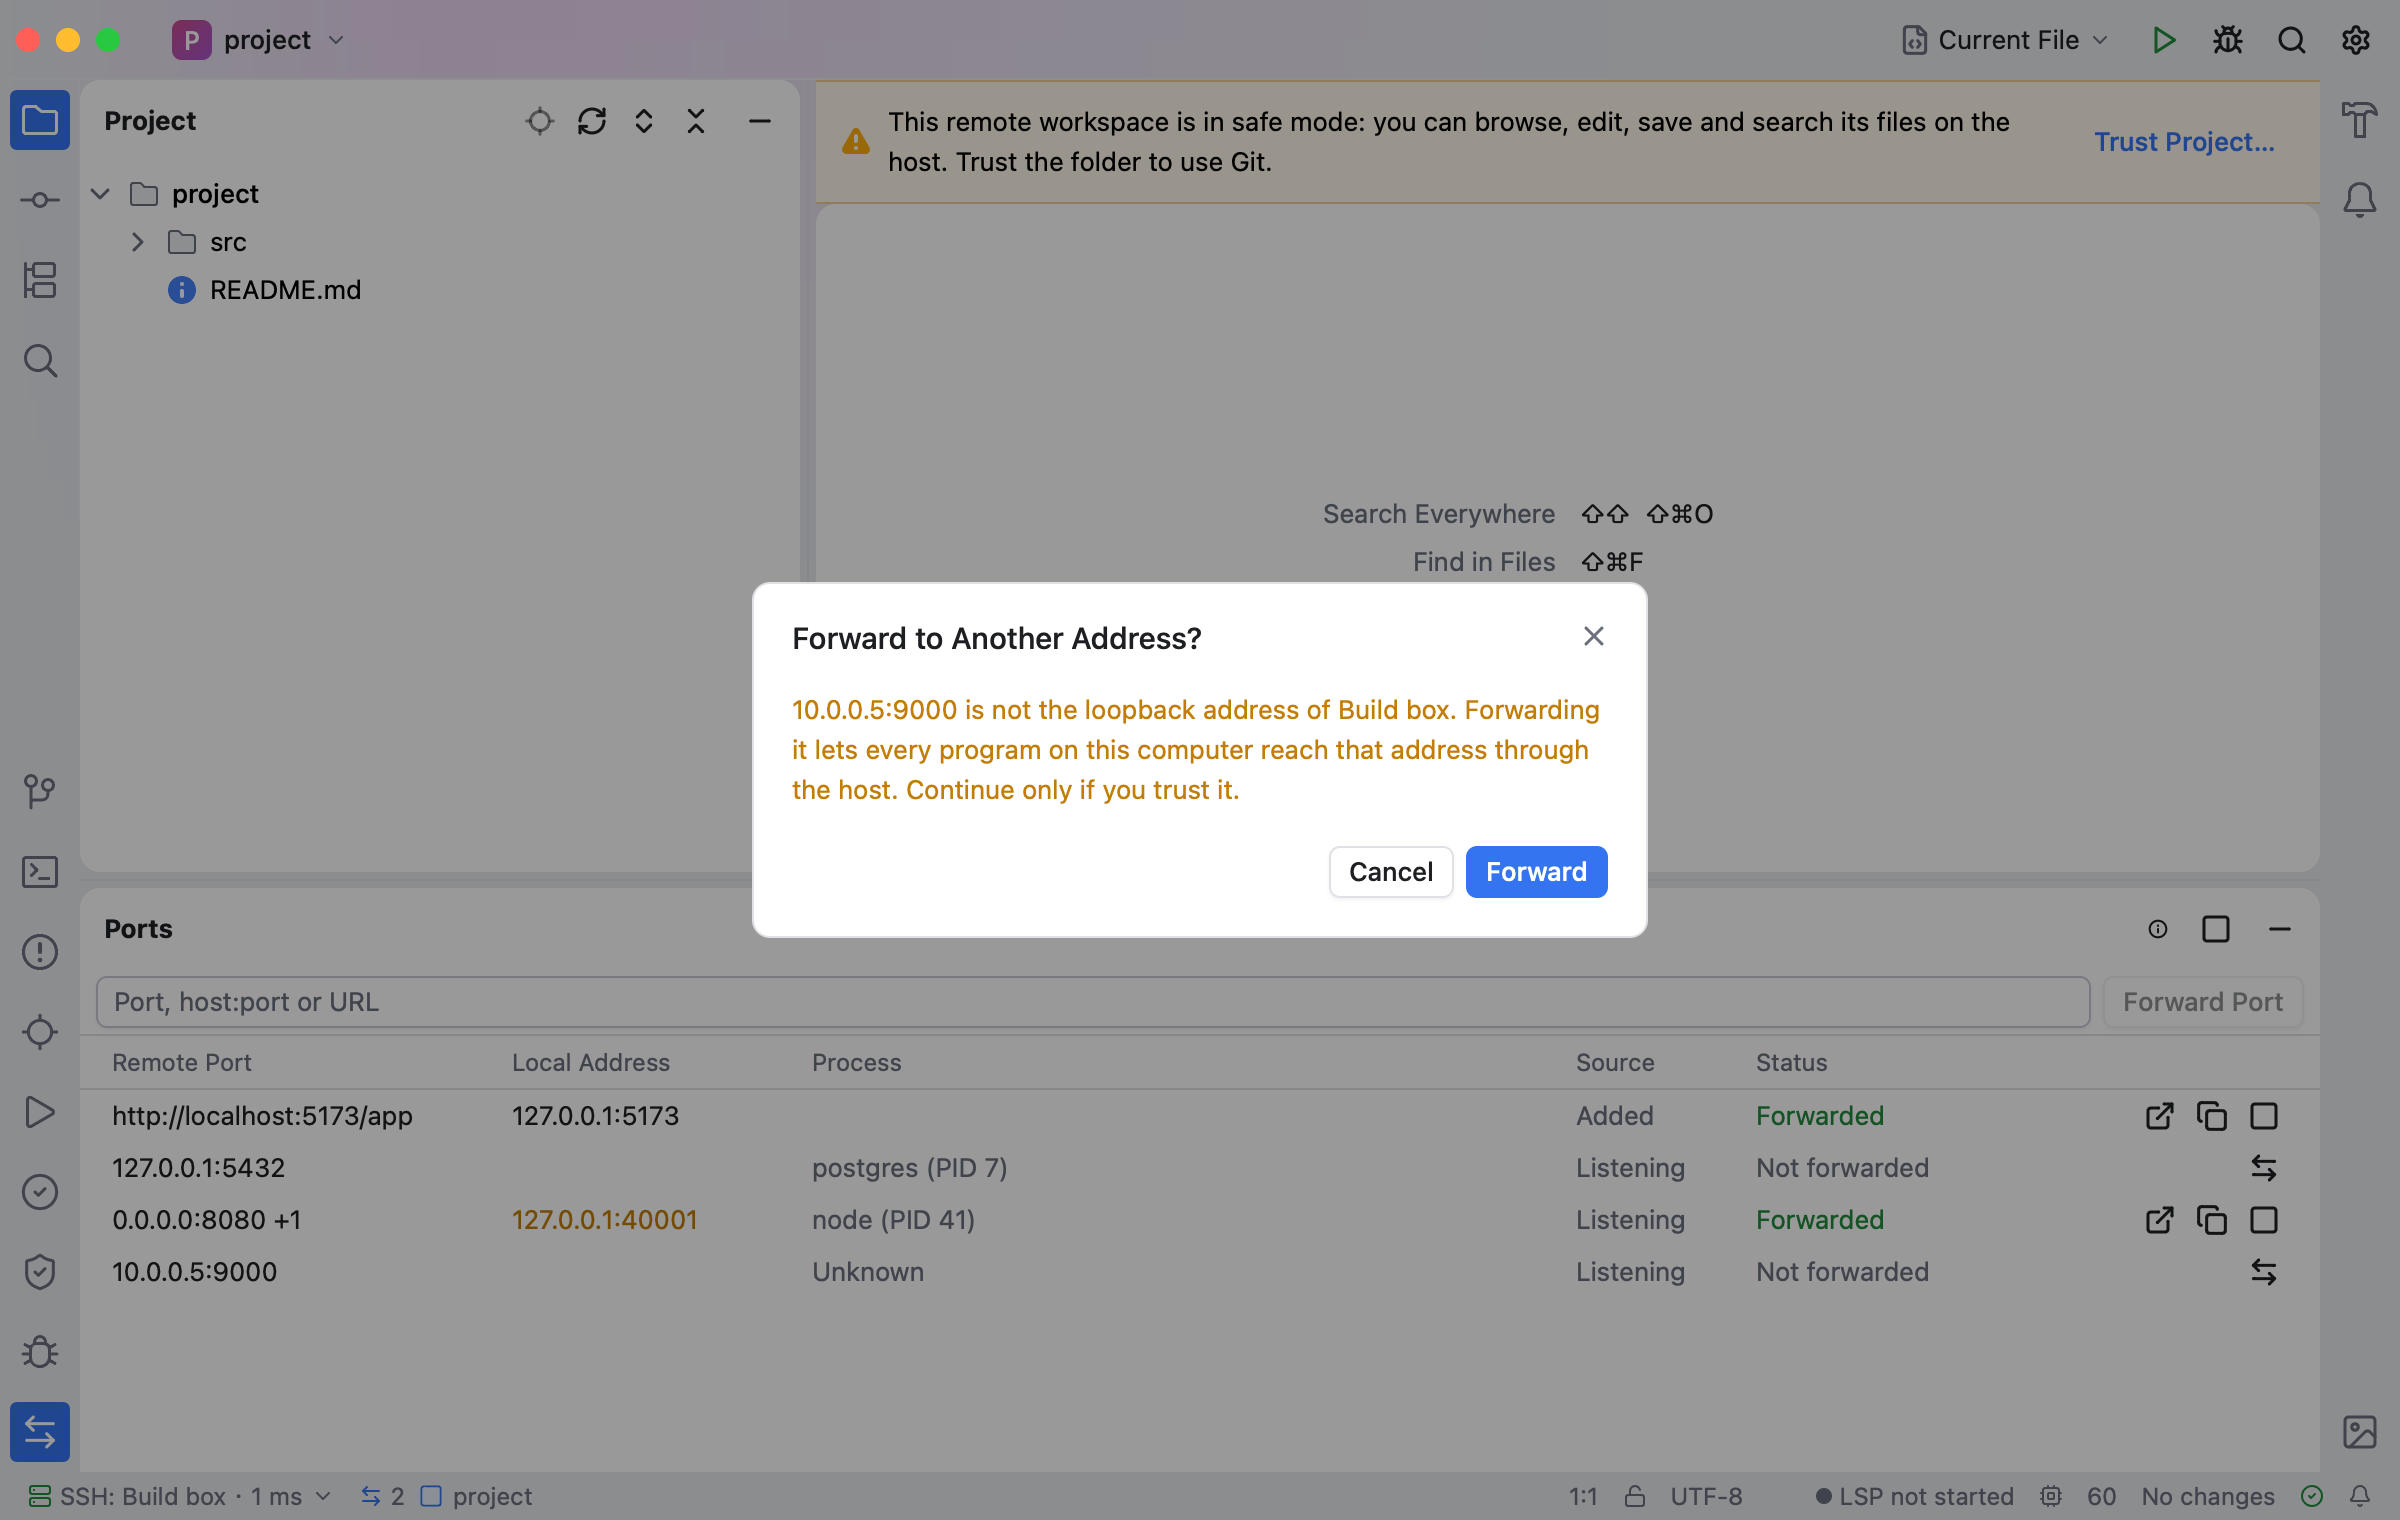 P project
Current File
Project
This remote workspace is in safe mode: you can browse, edit, save and search its files on the
host. Trust the folder to use Git.
Trust Project...
project
src
README.md
Search Everywhere ⇧⇧ ⇧⌘O
Find in Files ⇧⌘F
Forward to Another Address?
10.0.0.5:9000 is not the loopback address of Build box. Forwarding
it lets every program on this computer reach that address through
the host. Continue only if you trust it.
Cancel Forward
Ports
Port, host:port or URL Forward Port
Remote Port Local Address Process Source Status
http://localhost:5173/app 127.0.0.1:5173 Added Forwarded
127.0.0.1:5432 postgres (PID 7) Listening Not forwarded
0.0.0.0:8080 +1 127.0.0.1:40001 node (PID 41) Listening Forwarded
10.0.0.5:9000 Unknown Listening Not forwarded
SSH: Build box · 1 ms 2 project 1:1 UTF-8 LSP not started 60 No changes